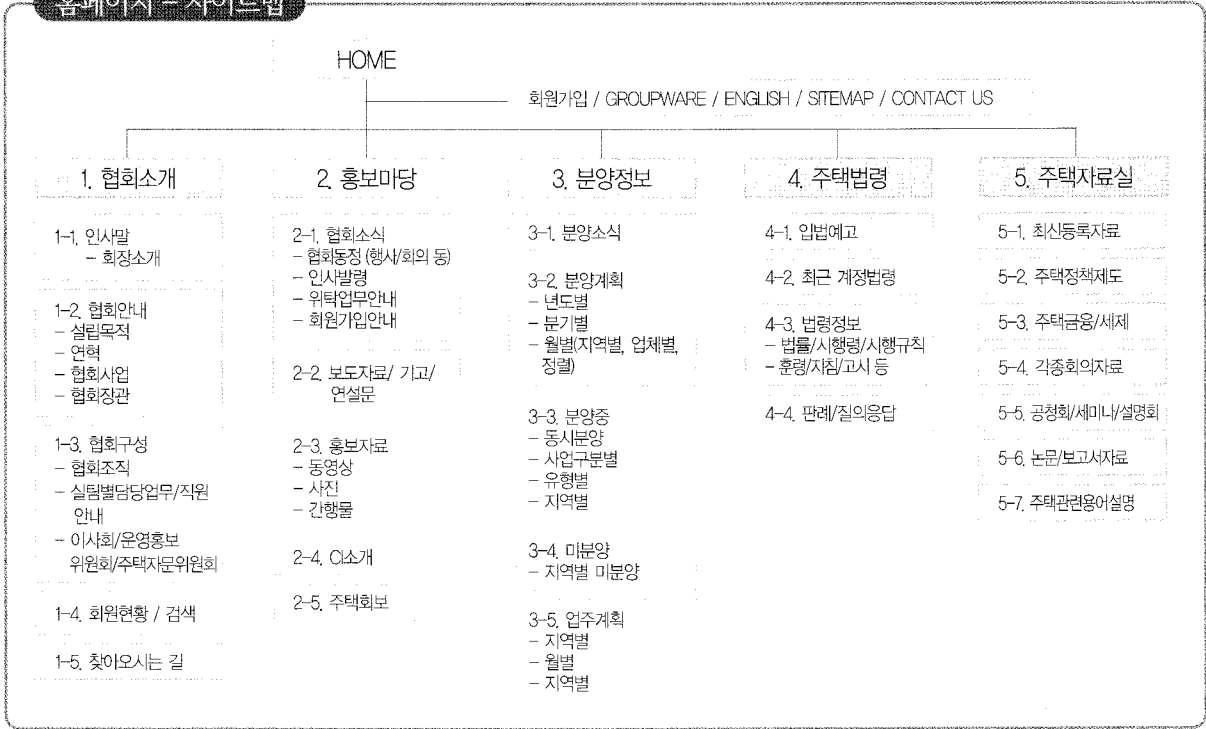 홈페이지 - 사이트맵
HOME
회원가입 / GROUPWARE / ENGLISH / SITEMAP / CONTACT US
1. 협회소개
1-1. 인사말
- 회장소개
1-2. 협회안내
- 설립목적
- 연혁
- 협회사업
- 협회장관
1-3. 협회구성
- 협회조직
- 실팀별담당업무/직원
안내
- 이사회/운영홍보
위원회/주택자문위원회
1-4. 회원현황 / 검색
1-5. 찾아오시는 길
2. 홍보마당
2-1. 협회소식
- 협회동정 (행사/회의 동)
- 인사발령
- 위탁업무안내
- 회원가입안내
2-2. 보도자료/ 기고/
연설문
2-3. 홍보자료
- 동영상
- 사진
- 간행물
2-4. CI소개
2-5. 주택회보
3. 분양정보
3-1. 분양소식
3-2. 분양계획
- 년도별
- 분기별
- 월별(지역별, 업체별,
정렬)
3-3. 분양중
- 동시분양
- 사업구분별
- 유형별
- 지역별
3-4. 미분양
- 지역별 미분양
3-5. 업주계획
- 지역별
- 월별
- 지역별
4. 주택법령
4-1. 입법예고
4-2. 최근 계정법령
4-3. 법령정보
- 법률/시행령/시행규칙
- 훈령/지침/고시 등
4-4. 판례/질의응답
5. 주택자료실
5-1. 최신등록자료
5-2. 주택정책제도
5-3. 주택금융/세제
5-4. 각종회의자료
5-5. 공청회/세미나/설명회
5-6. 논문/보고서자료
5-7. 주택관련용어설명